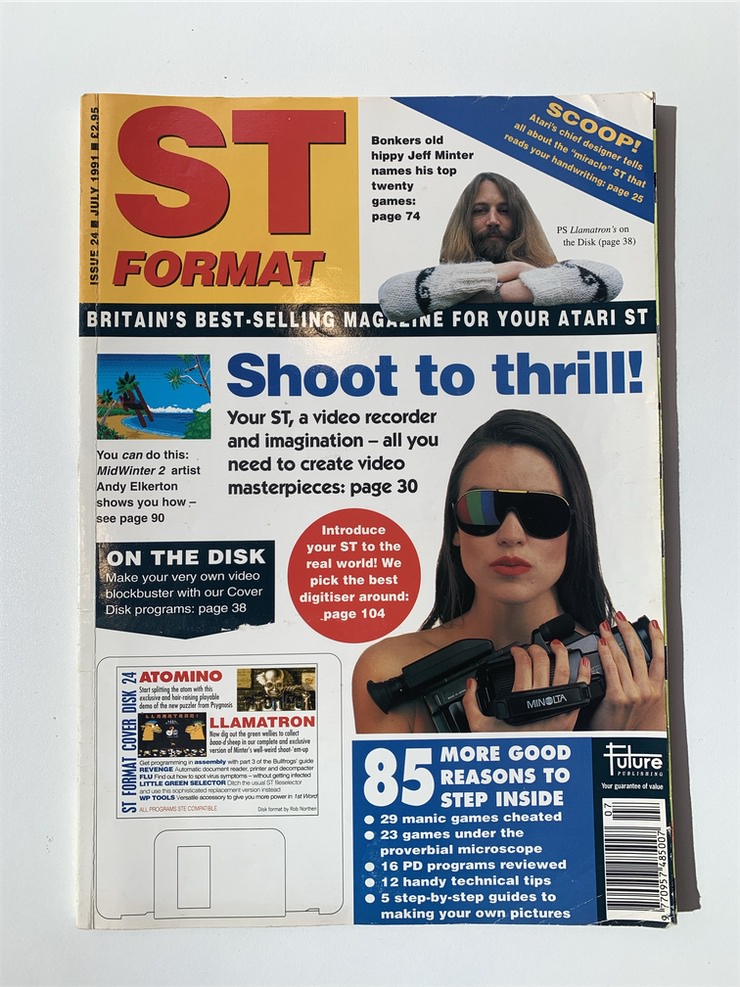 ISSUE 24 ■ JULY 1991 ■ £2.95
ST
FORMAT
Bonkers old
hippy Jeff Minter
names his top
twenty
games:
page 74
SCOOP!
Atari's chief designer tells
all about the "miracle" ST that
reads your handwriting: page 25
PS Llamatron's on
the Disk (page 38)
BRITAIN'S BEST-SELLING MAGAZINE FOR YOUR ATARI ST
Shoot to thrill!
Your ST, a video recorder
and imagination – all you
need to create video
masterpieces: page 30
You can do this:
MidWinter 2 artist
Andy Elkerton
shows you how –
see page 90
ON THE DISK
Make your very own video
blockbuster with our Cover
Disk programs: page 38
Introduce
your ST to the
real world! We
pick the best
digitiser around:
page 104
MINOLTA
ST FORMAT COVER DISK 24
ATOMINO
Start splitting the atom with this
exclusive and hair-raising playable
demo of the new puzzler from Psygnosis
LLAMATRON!
LLAMATRON
Now dig out the green wellies to collect
baaa-d sheep in our complete and exclusive
version of Minter's well-weird shoot-'em-up
Get programming in assembly with part 3 of the Bullfrogs' guide
REVENGE Automatic document reader, printer and decompacter
FLU Find out how to spot virus symptoms – without getting infected
LITTLE GREEN SELECTOR Ditch the usual ST fileselector
and use this sophisticated replacement version instead
WP TOOLS Versatile accessory to give you more power in 1st Word
ALL PROGRAMS STE COMPATIBLE
Disk format by Rob Northen
85 MORE GOOD
REASONS TO
STEP INSIDE
● 29 manic games cheated
● 23 games under the
proverbial microscope
● 16 PD programs reviewed
● 12 handy technical tips
● 5 step-by-step guides to
making your own pictures
Future
PUBLISHING
Your guarantee of value
07
9 770957 485007